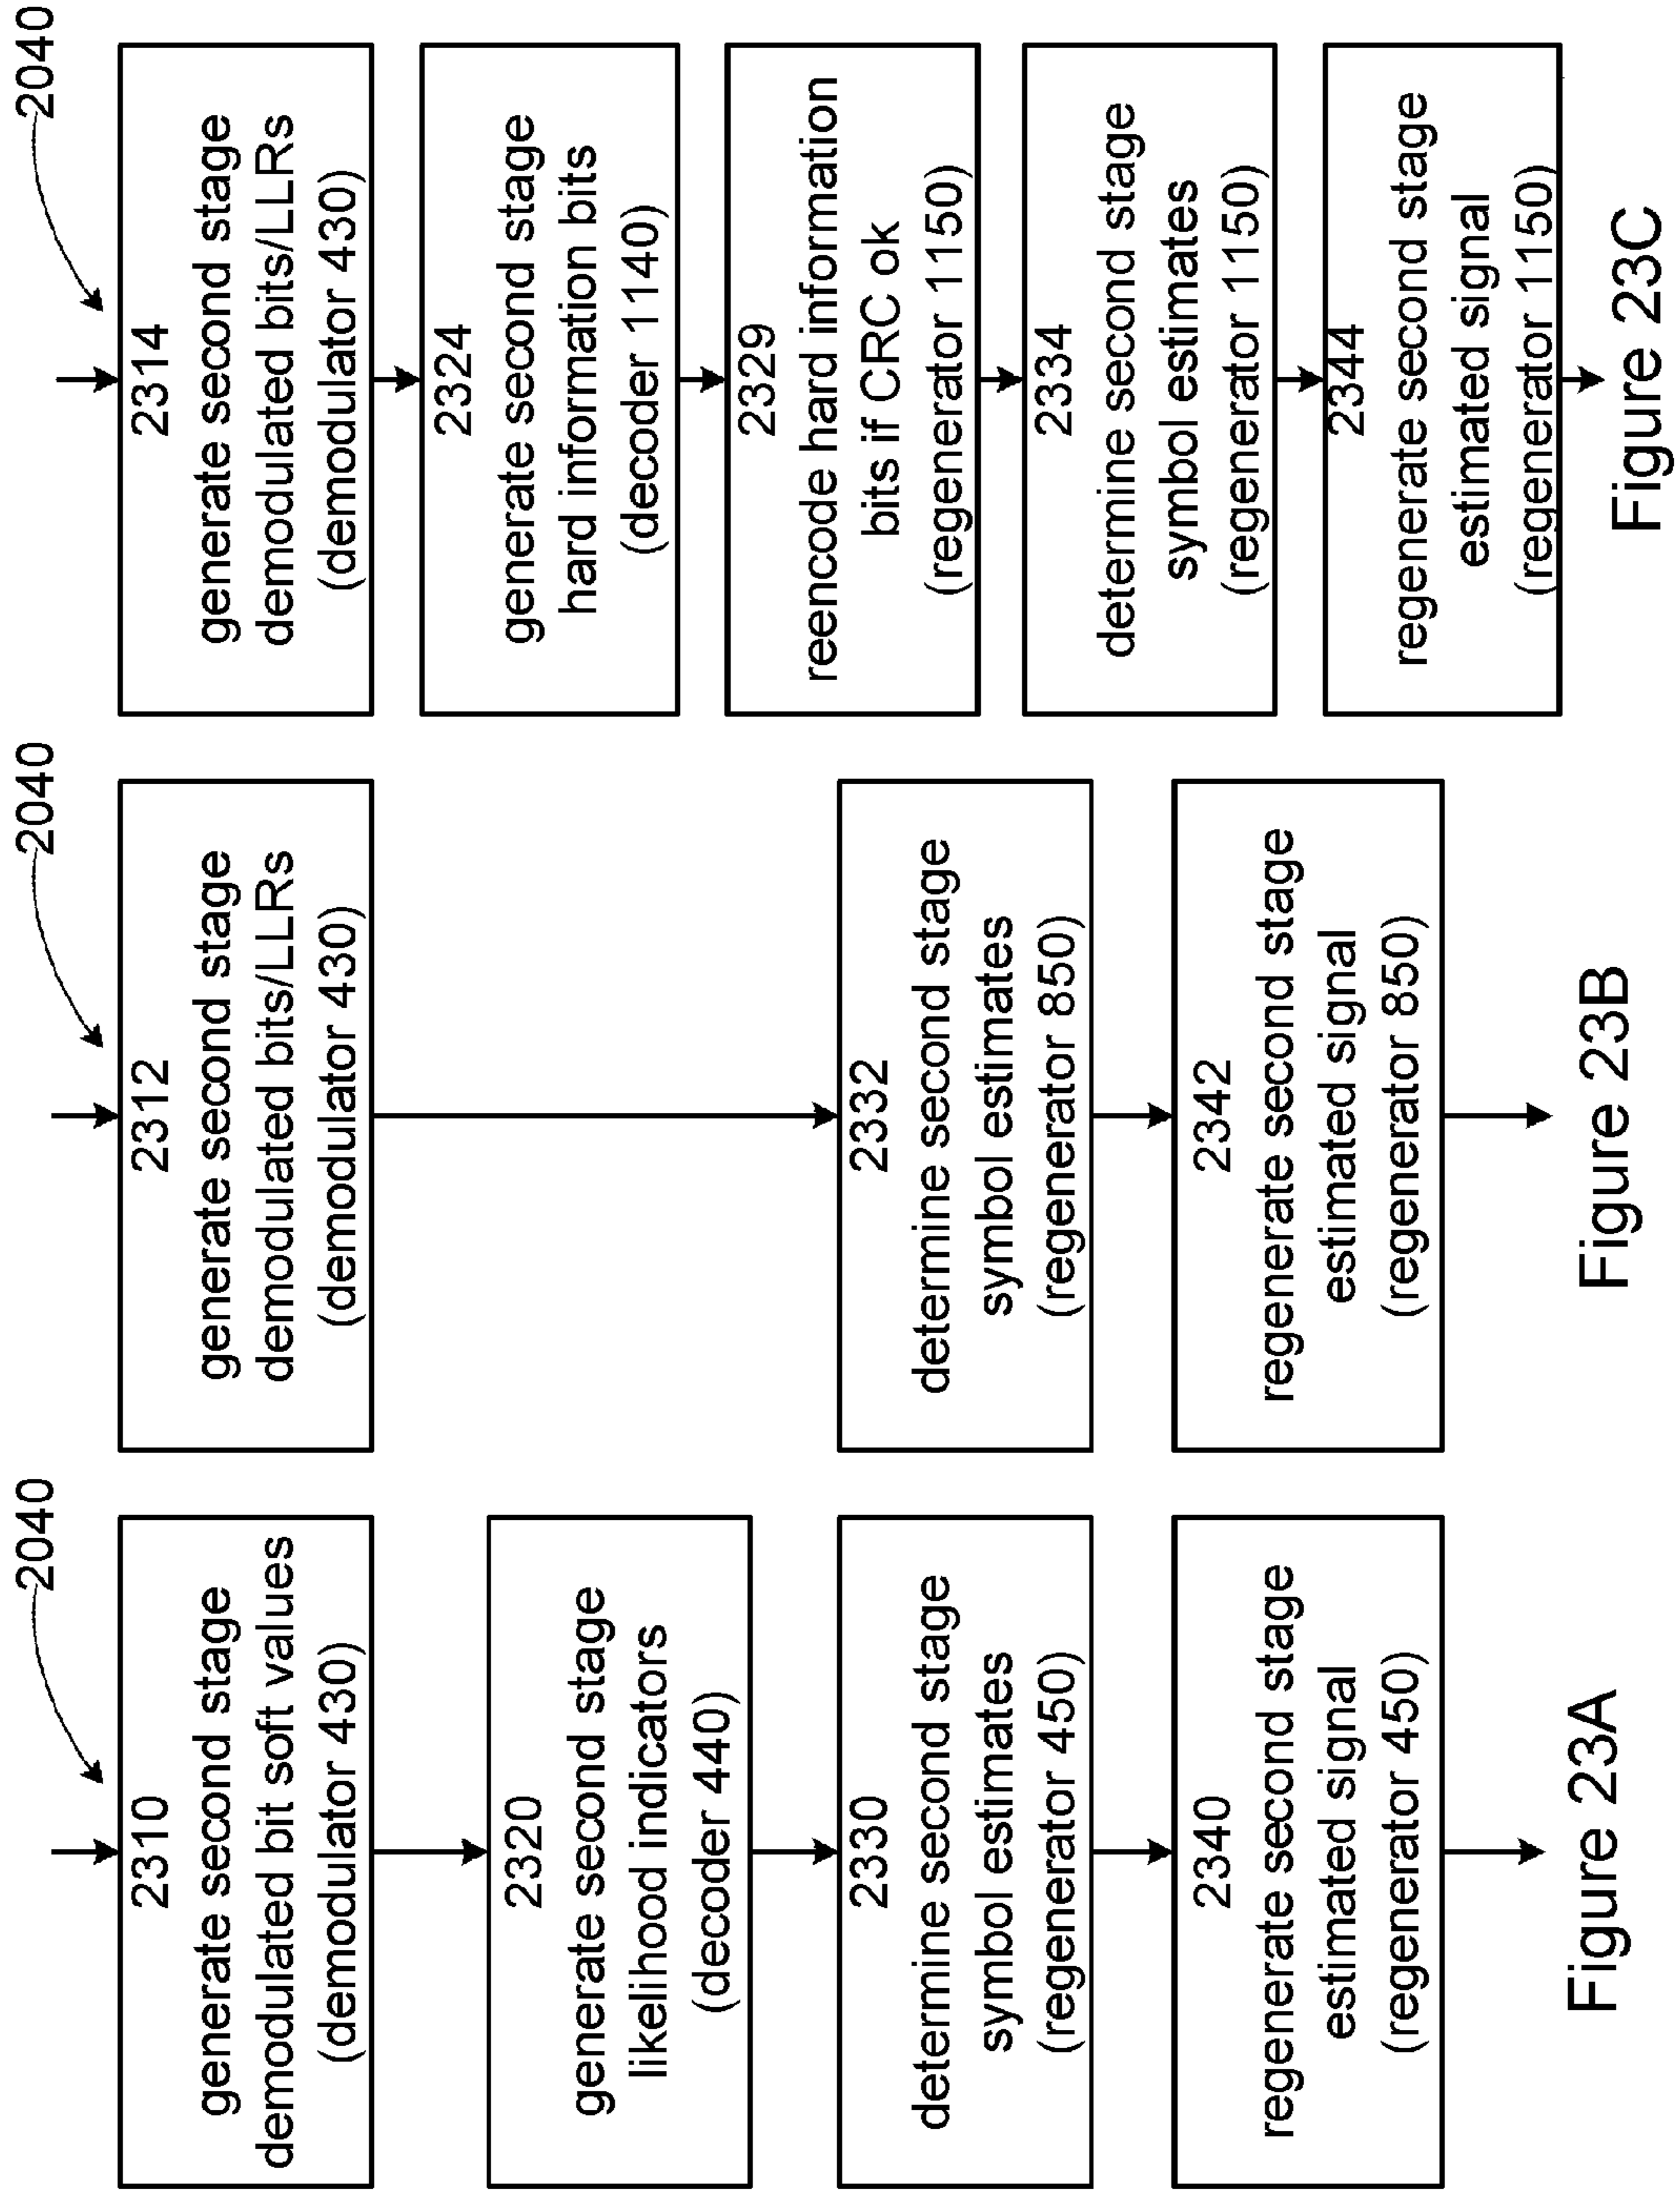 2040
2310
generate second stage
demodulated bit soft values
(demodulator 430)
2320
generate second stage
likelihood indicators
(decoder 440)
2330
determine second stage
symbol estimates
(regenerator 450)
2340
regenerate second stage
estimated signal
(regenerator 450)
Figure 23A
2040
2312
generate second stage
demodulated bits/LLRs
(demodulator 430)
2332
determine second stage
symbol estimates
(regenerator 850)
2342
regenerate second stage
estimated signal
(regenerator 850)
Figure 23B
2040
2314
generate second stage
demodulated bits/LLRs
(demodulator 430)
2324
generate second stage
hard information bits
(decoder 1140)
2329
reencode hard information
bits if CRC ok
(regenerator 1150)
2334
determine second stage
symbol estimates
(regenerator 1150)
2344
regenerate second stage
estimated signal
(regenerator 1150)
Figure 23C